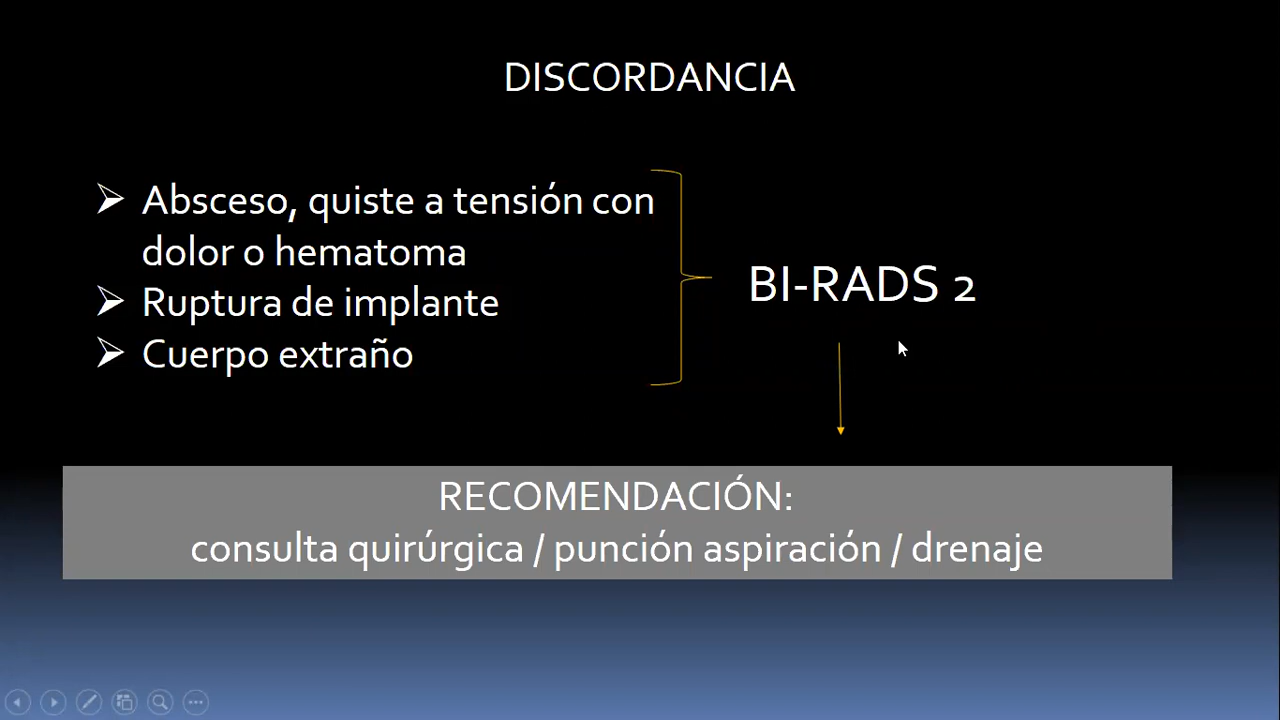 DISCORDANCIA
Absceso, quiste a tensión con
dolor o hematoma
Ruptura de implante
Cuerpo extraño
BI-RADS 2
RECOMENDACIÓN:
consulta quirúrgica / punción aspiración / drenaje